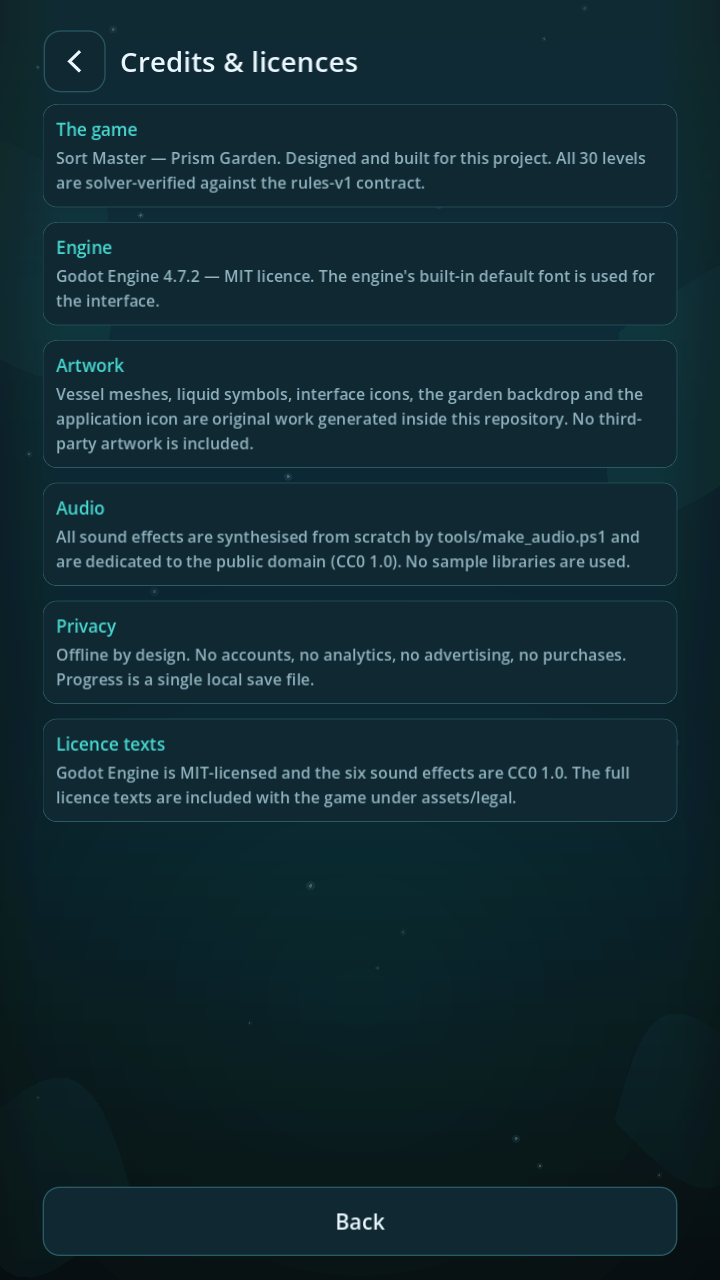 Credits & licences
The game
Sort Master — Prism Garden. Designed and built for this project. All 30 levels
are solver-verified against the rules-v1 contract.
Engine
Godot Engine 4.7.2 — MIT licence. The engine's built-in default font is used for
the interface.
Artwork
Vessel meshes, liquid symbols, interface icons, the garden backdrop and the
application icon are original work generated inside this repository. No third-
party artwork is included.
Audio
All sound effects are synthesised from scratch by tools/make_audio.ps1 and
are dedicated to the public domain (CC0 1.0). No sample libraries are used.
Privacy
Offline by design. No accounts, no analytics, no advertising, no purchases.
Progress is a single local save file.
Licence texts
Godot Engine is MIT-licensed and the six sound effects are CC0 1.0. The full
licence texts are included with the game under assets/legal.
Back